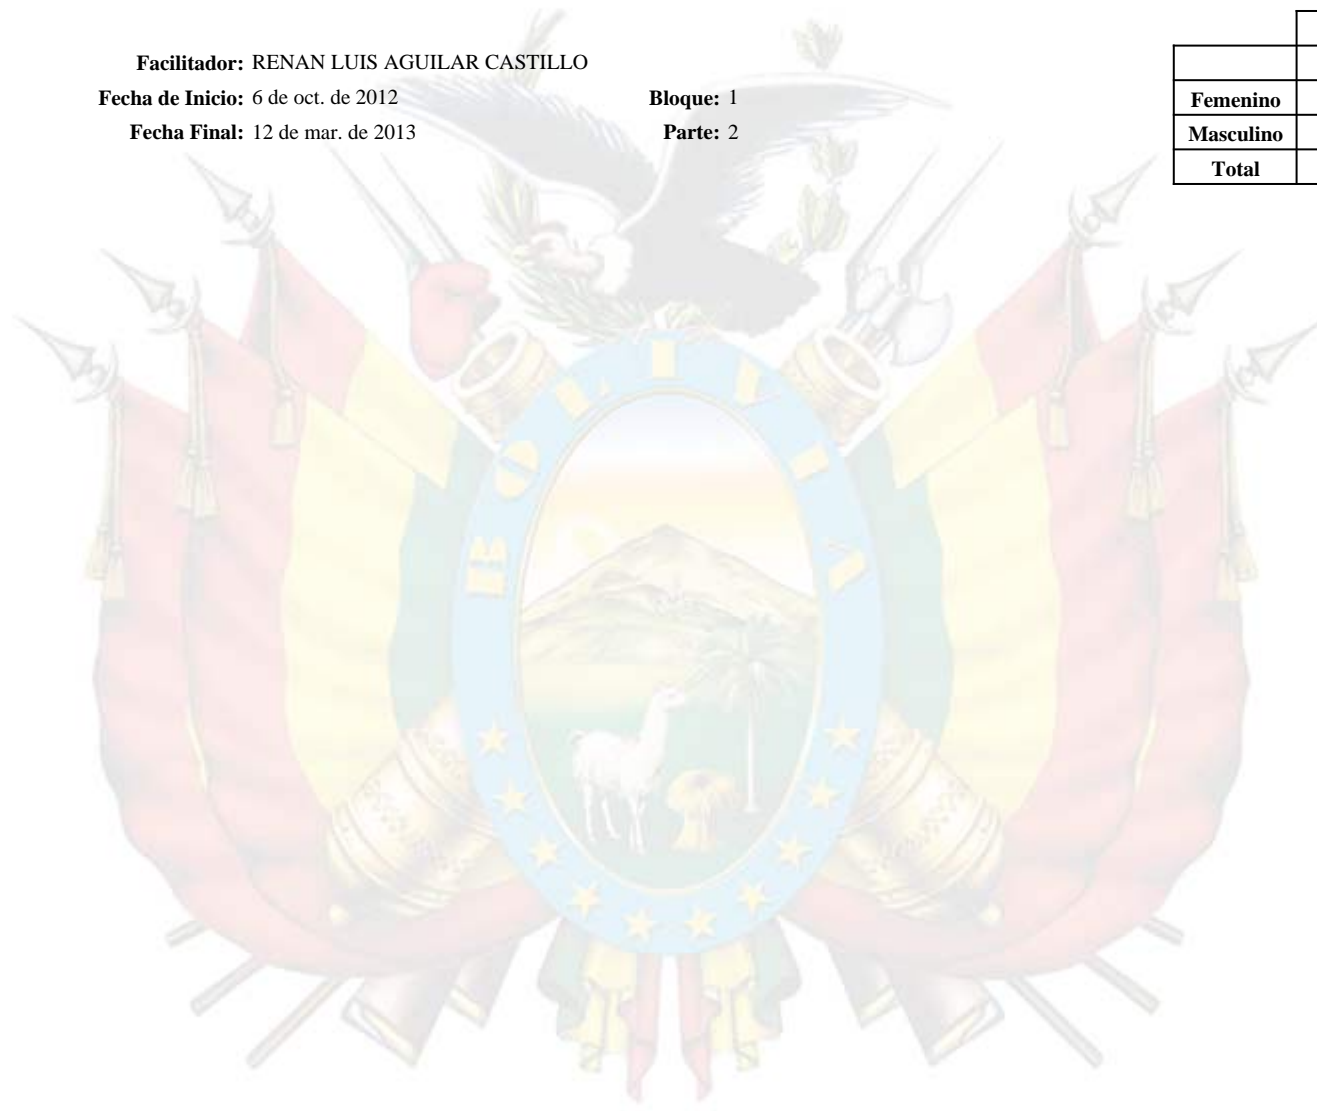 Facilitador: RENAN LUIS AGUILAR CASTILLO
Fecha de Inicio: 6 de oct. de 2012 Bloque: 1
Fecha Final: 12 de mar. de 2013 Parte: 2
Femenino
Masculino
Total
BOLIVIA